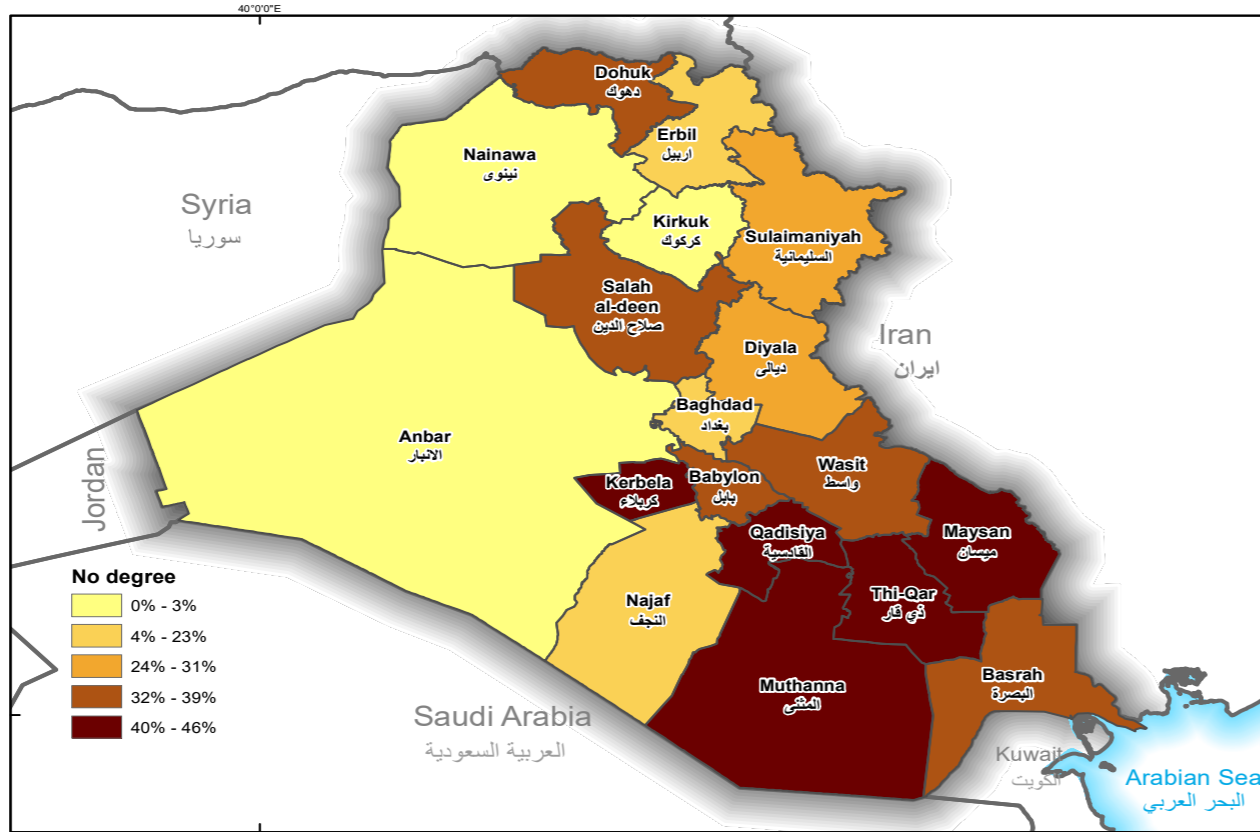 40°0'0"E
Dohuk
دهوك
Erbil
اربيل
Nainawa
نينوى
Syria
سوريا
Kirkuk
كركوك
Sulaimaniyah
السليمانية
Salah
al-deen
صلاح الدين
Iran
ايران
Diyala
ديالى
Baghdad
بغداد
Anbar
الانبار
Jordan
Wasit
واسط
Kerbela
كربلاء
Babylon
بابل
Qadisiya
القادسية
Maysan
ميسان
Najaf
النجف
Thi-Qar
ذي قار
No degree
0% - 3%
4% - 23%
24% - 31%
32% - 39%
40% - 46%
Muthanna
المثنى
Basrah
البصرة
Saudi Arabia
العربية السعودية
Kuwait
الكويت
Arabian Sea
البحر العربي